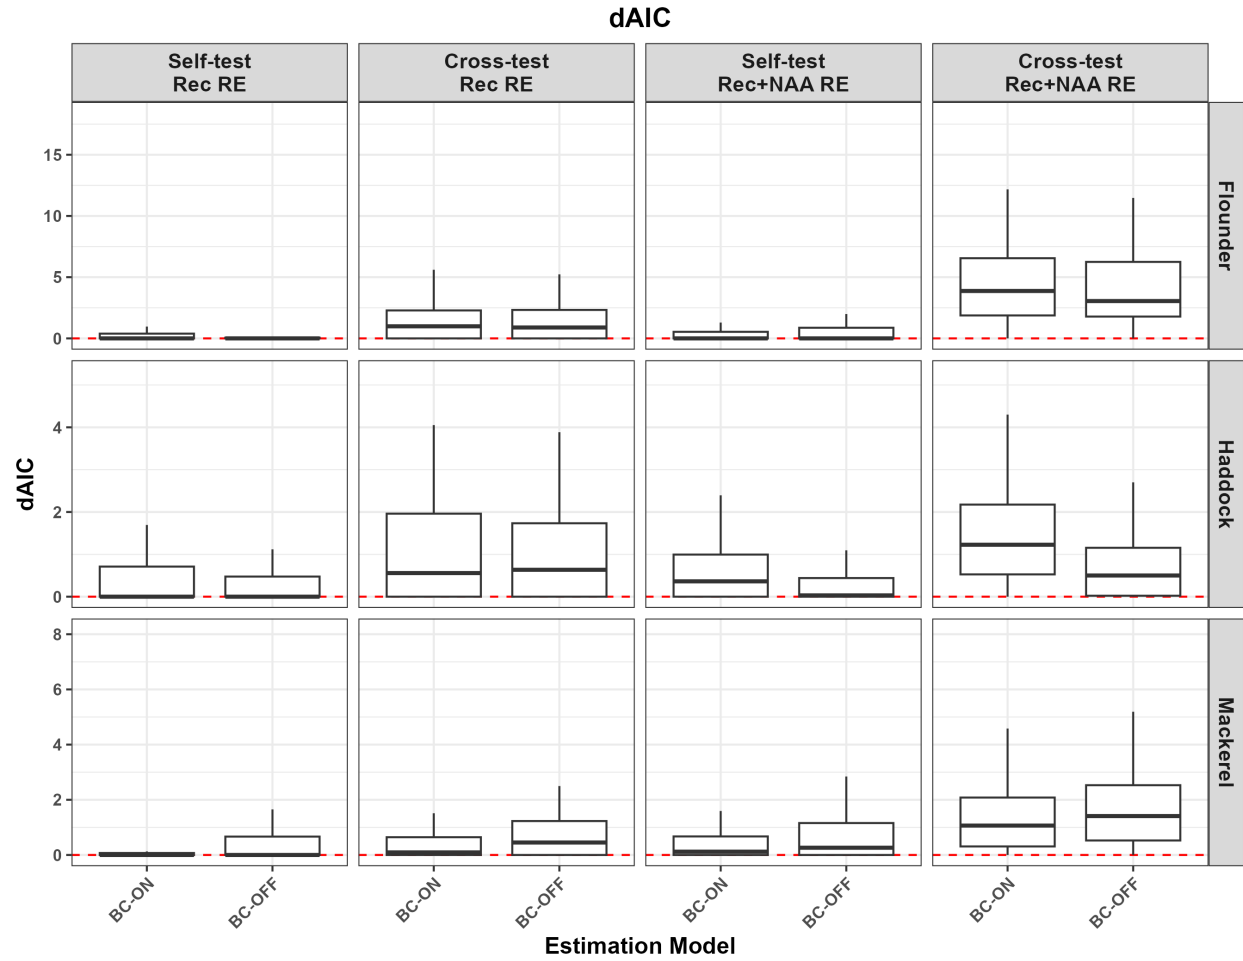 dAIC
Self-test
Rec RE
Cross-test
Rec RE
Self-test
Rec+NAA RE
Cross-test
Rec+NAA RE
dAIC
15
10
5
0
Flounder
4
2
0
Haddock
8
6
4
2
0
Mackerel
BC-ON
BC-OFF
BC-ON
BC-OFF
BC-ON
BC-OFF
BC-ON
BC-OFF
Estimation Model